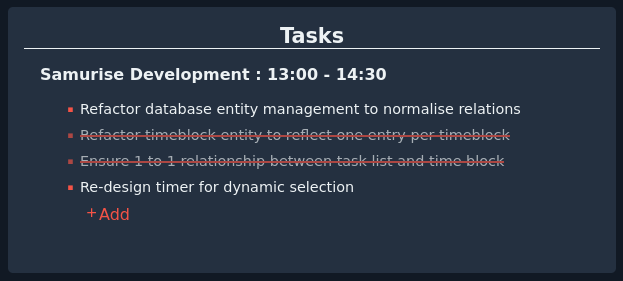 Tasks
Samurise Development : 13:00 - 14:30
Refactor database entity management to normalise relations
Refactor timeblock entity to reflect one entry per timeblock
Ensure 1 to 1 relationship between task list and time block
Re-design timer for dynamic selection
+ Add